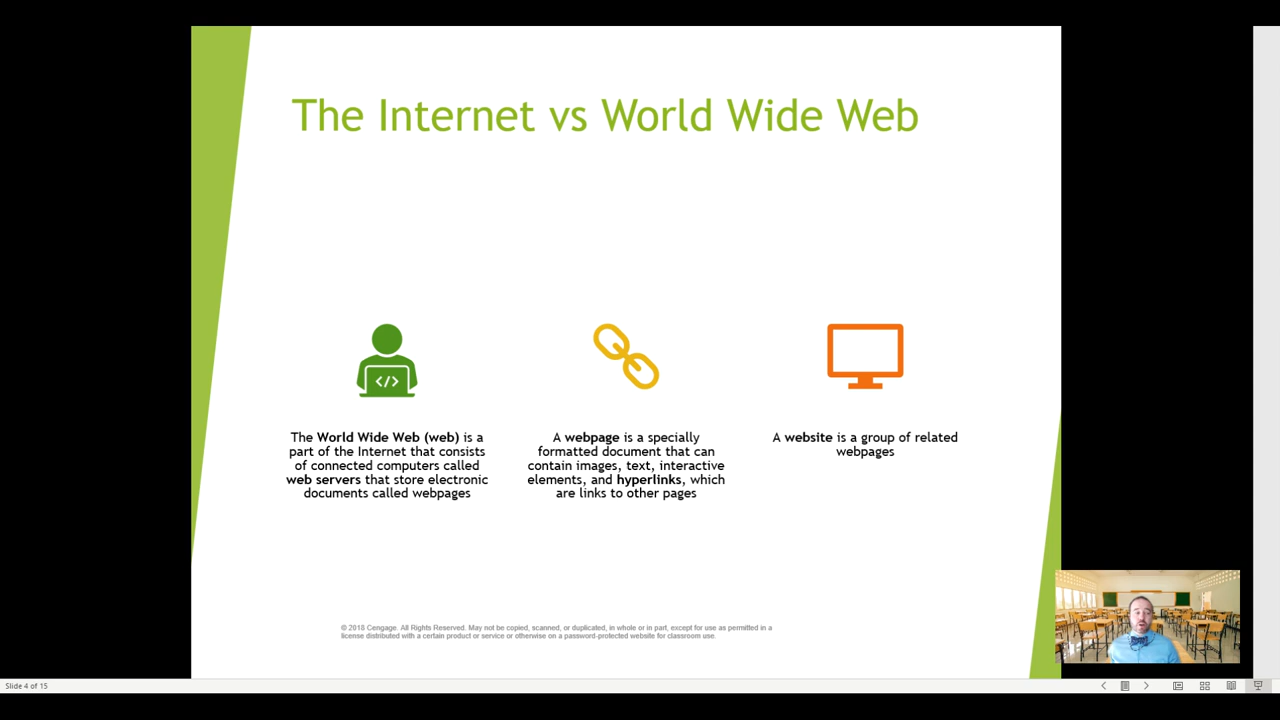 The Internet vs World Wide Web
</>
The World Wide Web (web) is a
part of the Internet that consists
of connected computers called
web servers that store electronic
documents called webpages
A webpage is a specially
formatted document that can
contain images, text, interactive
elements, and hyperlinks, which
are links to other pages
A website is a group of related
webpages
© 2018 Cengage. All Rights Reserved. May not be copied, scanned, or duplicated, in whole or in part, except for use as permitted in a
license distributed with a certain product or service or otherwise on a password-protected website for classroom use.
Slide 4 of 15